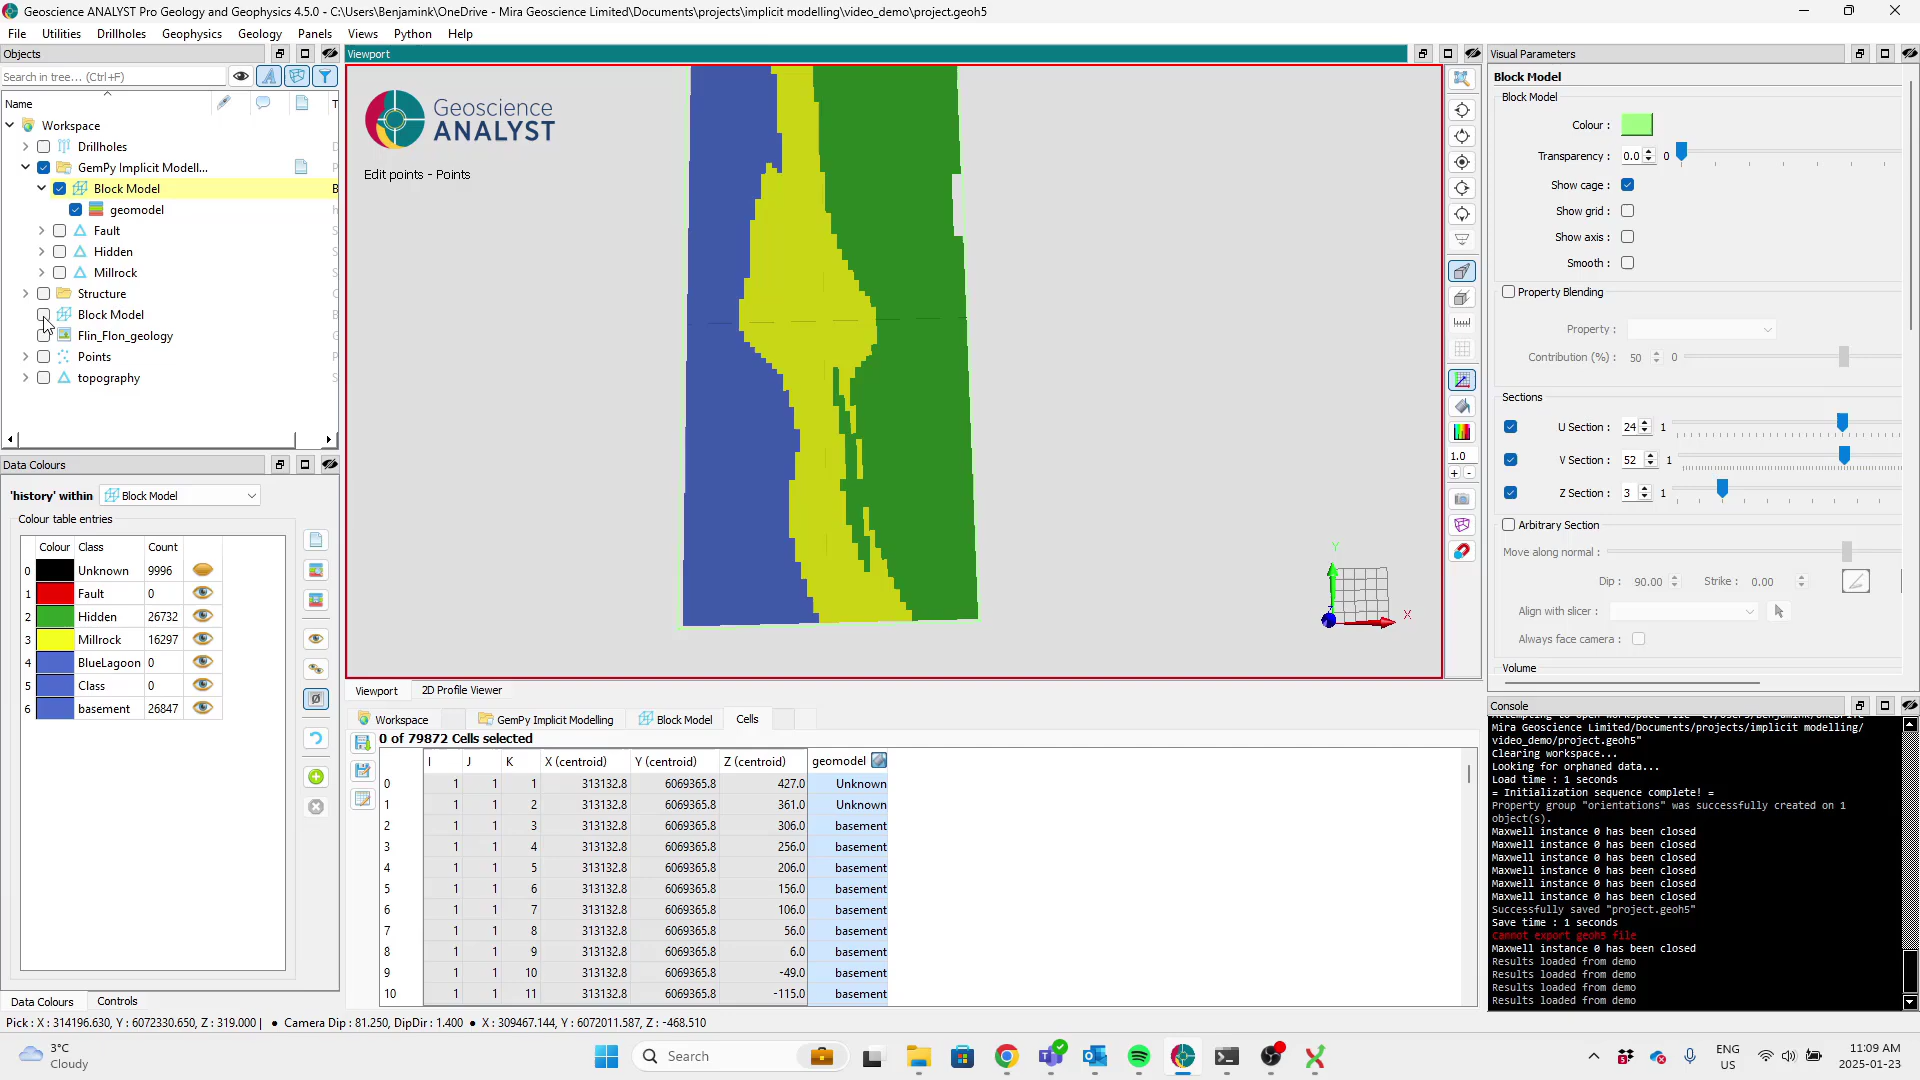 Geoscience ANALYST Pro Geology and Geophysics 4.5.0 - C:\Users\Benjamink\OneDrive - Mira Geoscience Limited\Documents\projects\implicit modelling\video_demo\project.geoh5
File Utilities Drillholes Geophysics Geology Panels Views Python Help
Objects
Search in tree... (Ctrl+F)
Name T
Workspace
Drillholes
GemPy Implicit Modell...
Block Model B
geomodel
Fault
Hidden
Millrock
Structure
Block Model
Flin_Flon_geology
Points
topography
Data Colours
'history' within Block Model
Colour table entries
Colour Class Count
0 Unknown 9996
1 Fault 0
2 Hidden 26732
3 Millrock 16297
4 BlueLagoon 0
5 Class 0
6 basement 26847
Data Colours Controls
Viewport
Geoscience
ANALYST
Edit points - Points
Y
X
1.0
+ -
Viewport 2D Profile Viewer
Workspace GemPy Implicit Modelling Block Model Cells
0 of 79872 Cells selected
I J K X (centroid) Y (centroid) Z (centroid) geomodel
0 1 1 1 313132.8 6069365.8 427.0 Unknown
1 1 1 2 313132.8 6069365.8 361.0 Unknown
2 1 1 3 313132.8 6069365.8 306.0 basement
3 1 1 4 313132.8 6069365.8 256.0 basement
4 1 1 5 313132.8 6069365.8 206.0 basement
5 1 1 6 313132.8 6069365.8 156.0 basement
6 1 1 7 313132.8 6069365.8 106.0 basement
7 1 1 8 313132.8 6069365.8 56.0 basement
8 1 1 9 313132.8 6069365.8 6.0 basement
9 1 1 10 313132.8 6069365.8 -49.0 basement
10 1 1 11 313132.8 6069365.8 -115.0 basement
Visual Parameters
Block Model
Block Model
Colour :
Transparency : 0.0 0
Show cage :
Show grid :
Show axis :
Smooth :
Property Blending
Property :
Contribution (%) : 50 0
Sections
U Section : 24 1
V Section : 52 1
Z Section : 3 1
Arbitrary Section
Move along normal :
Dip : 90.00 Strike : 0.00
Align with slicer :
Always face camera :
Volume
Console
Mira Geoscience Limited/Documents/projects/implicit modelling/
video_demo/project.geoh5"
Clearing workspace...
Looking for orphaned data...
Load time : 1 seconds
= Initialization sequence complete! =
Property group "orientations" was successfully created on 1
object(s).
Maxwell instance 0 has been closed
Maxwell instance 0 has been closed
Maxwell instance 0 has been closed
Maxwell instance 0 has been closed
Maxwell instance 0 has been closed
Maxwell instance 0 has been closed
Successfully saved "project.geoh5"
Save time : 1 seconds
Cannot export geoh5 file
Maxwell instance 0 has been closed
Results loaded from demo
Results loaded from demo
Results loaded from demo
Results loaded from demo
Pick : X : 314196.630, Y : 6072330.650, Z : 319.000 | ● Camera Dip : 81.250, DipDir : 1.400 ● X : 309467.144, Y : 6072011.587, Z : -468.510
3°C
Cloudy
Search
ENG
US
11:09 AM
2025-01-23